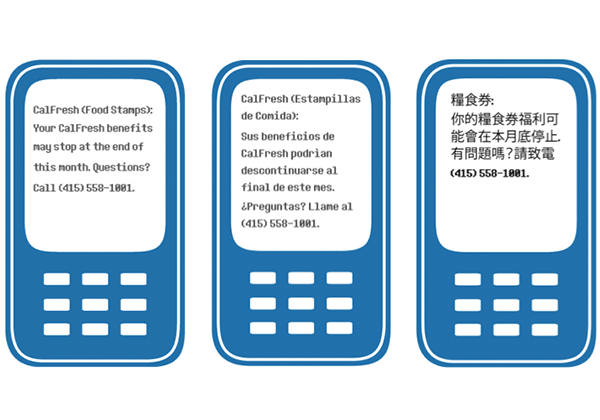 CalFresh (Food Stamps):
Your CalFresh benefits
may stop at the end of
this month. Questions?
Call (415) 558-1001.
CalFresh (Estampillas
de Comida):
Sus beneficios de
CalFresh podrìan
descontinuarse al
final de este mes.
¿Preguntas? Llame al
(415) 558-1001.
糧食券:
你的糧食券福利可
能會在本月底停止.
有問題嗎?請致電
(415) 558-1001.